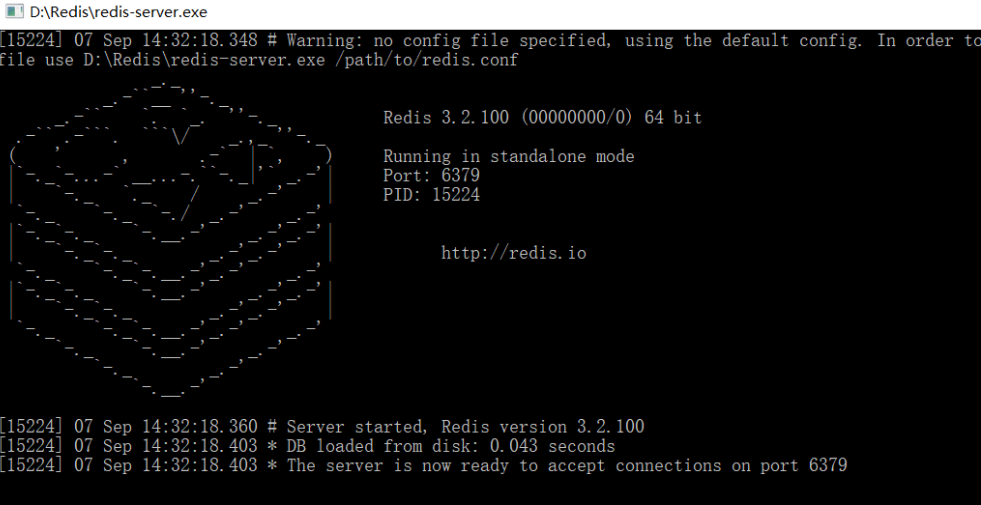 D:\Redis\redis-server.exe
[15224] 07 Sep 14:32:18.348 # Warning: no config file specified, using the default config. In order to
file use D:\Redis\redis-server.exe /path/to/redis.conf
Redis 3.2.100 (00000000/0) 64 bit
Running in standalone mode
Port: 6379
PID: 15224
http://redis.io
[15224] 07 Sep 14:32:18.360 # Server started, Redis version 3.2.100
[15224] 07 Sep 14:32:18.403 * DB loaded from disk: 0.043 seconds
[15224] 07 Sep 14:32:18.403 * The server is now ready to accept connections on port 6379